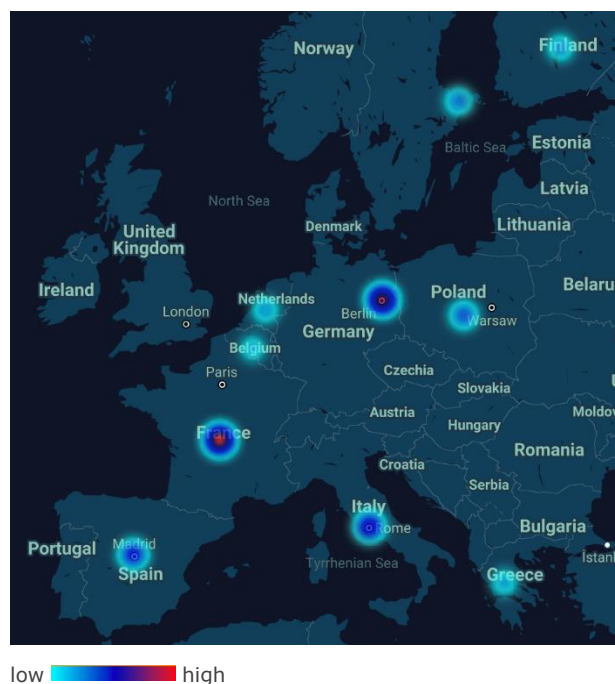 Norway
Finland
Baltic Sea
Estonia
Latvia
North Sea
Lithuania
Denmark
United
Kingdom
Ireland
Belaru
Netherlands
Poland
London
Berlin
Warsaw
Germany
Belgium
Paris
Czechia
Slovakia
U
Austria
Moldov
Hungary
France
Romania
Croatia
Serbia
Italy
Bulgaria
Rome
Portugal
Madrid
Istanb
Tyrrhenian Sea
Spain
Greece
low
high